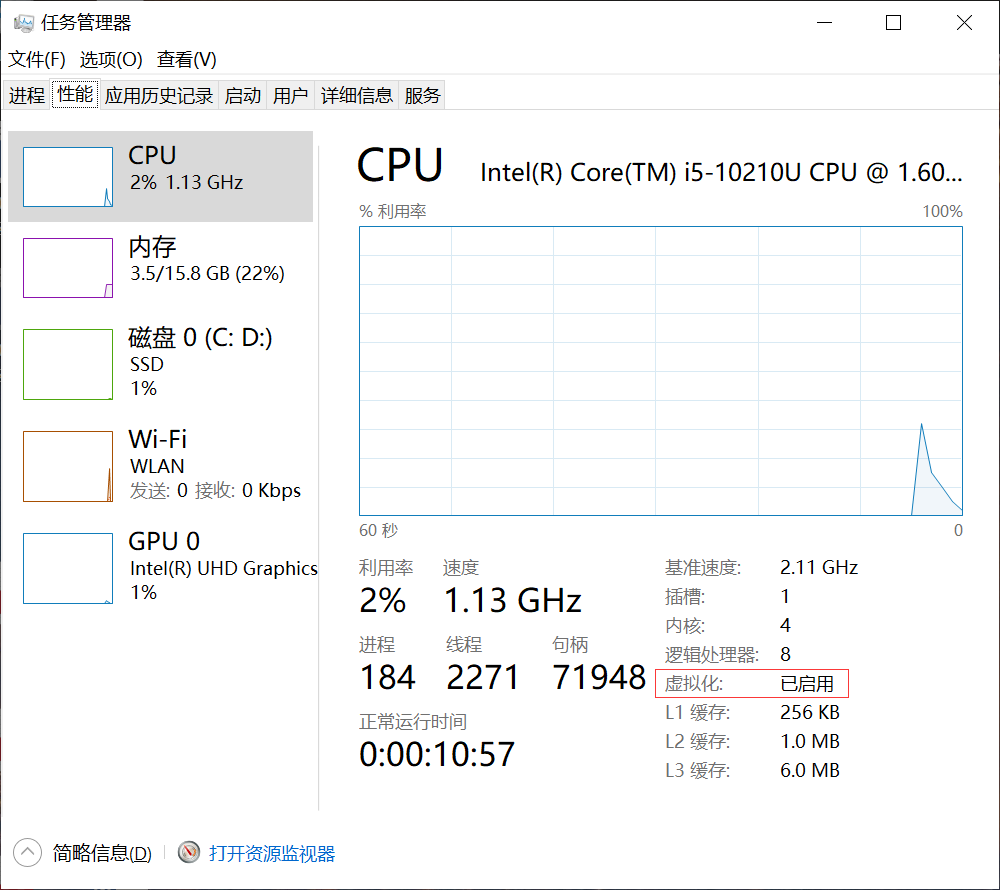 任务管理器
文件(F) 选项(O) 查看(V)
进程 性能 应用历史记录 启动 用户 详细信息 服务
CPU
2% 1.13 GHz
内存
3.5/15.8 GB (22%)
磁盘 0 (C: D:)
SSD
1%
Wi-Fi
WLAN
发送: 0 接收: 0 Kbps
GPU 0
Intel(R) UHD Graphics
1%
CPU Intel(R) Core(TM) i5-10210U CPU @ 1.60...
% 利用率 100%
60 秒 0
利用率 速度
2% 1.13 GHz
进程 线程 句柄
184 2271 71948
正常运行时间
0:00:10:57
基准速度: 2.11 GHz
插槽: 1
内核: 4
逻辑处理器: 8
虚拟化: 已启用
L1 缓存: 256 KB
L2 缓存: 1.0 MB
L3 缓存: 6.0 MB
简略信息(D) 打开资源监视器